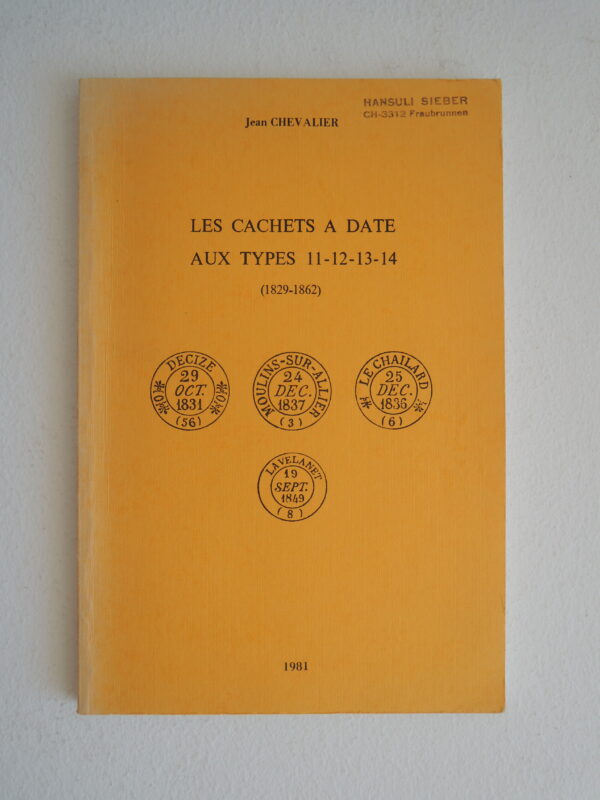 HANSULI SIEBER
CH-3312 Fraubrunnen
Jean CHEVALIER
LES CACHETS A DATE
AUX TYPES 11-12-13-14
(1829-1862)
DECIZE
29
OCT.
1831
(56)
MOULINS-SUR-ALLIER
24
DEC.
1837
(3)
LE CHAILARD
25
DEC.
1836
(6)
LAVELANET
19
SEPT.
1849
(8)
1981